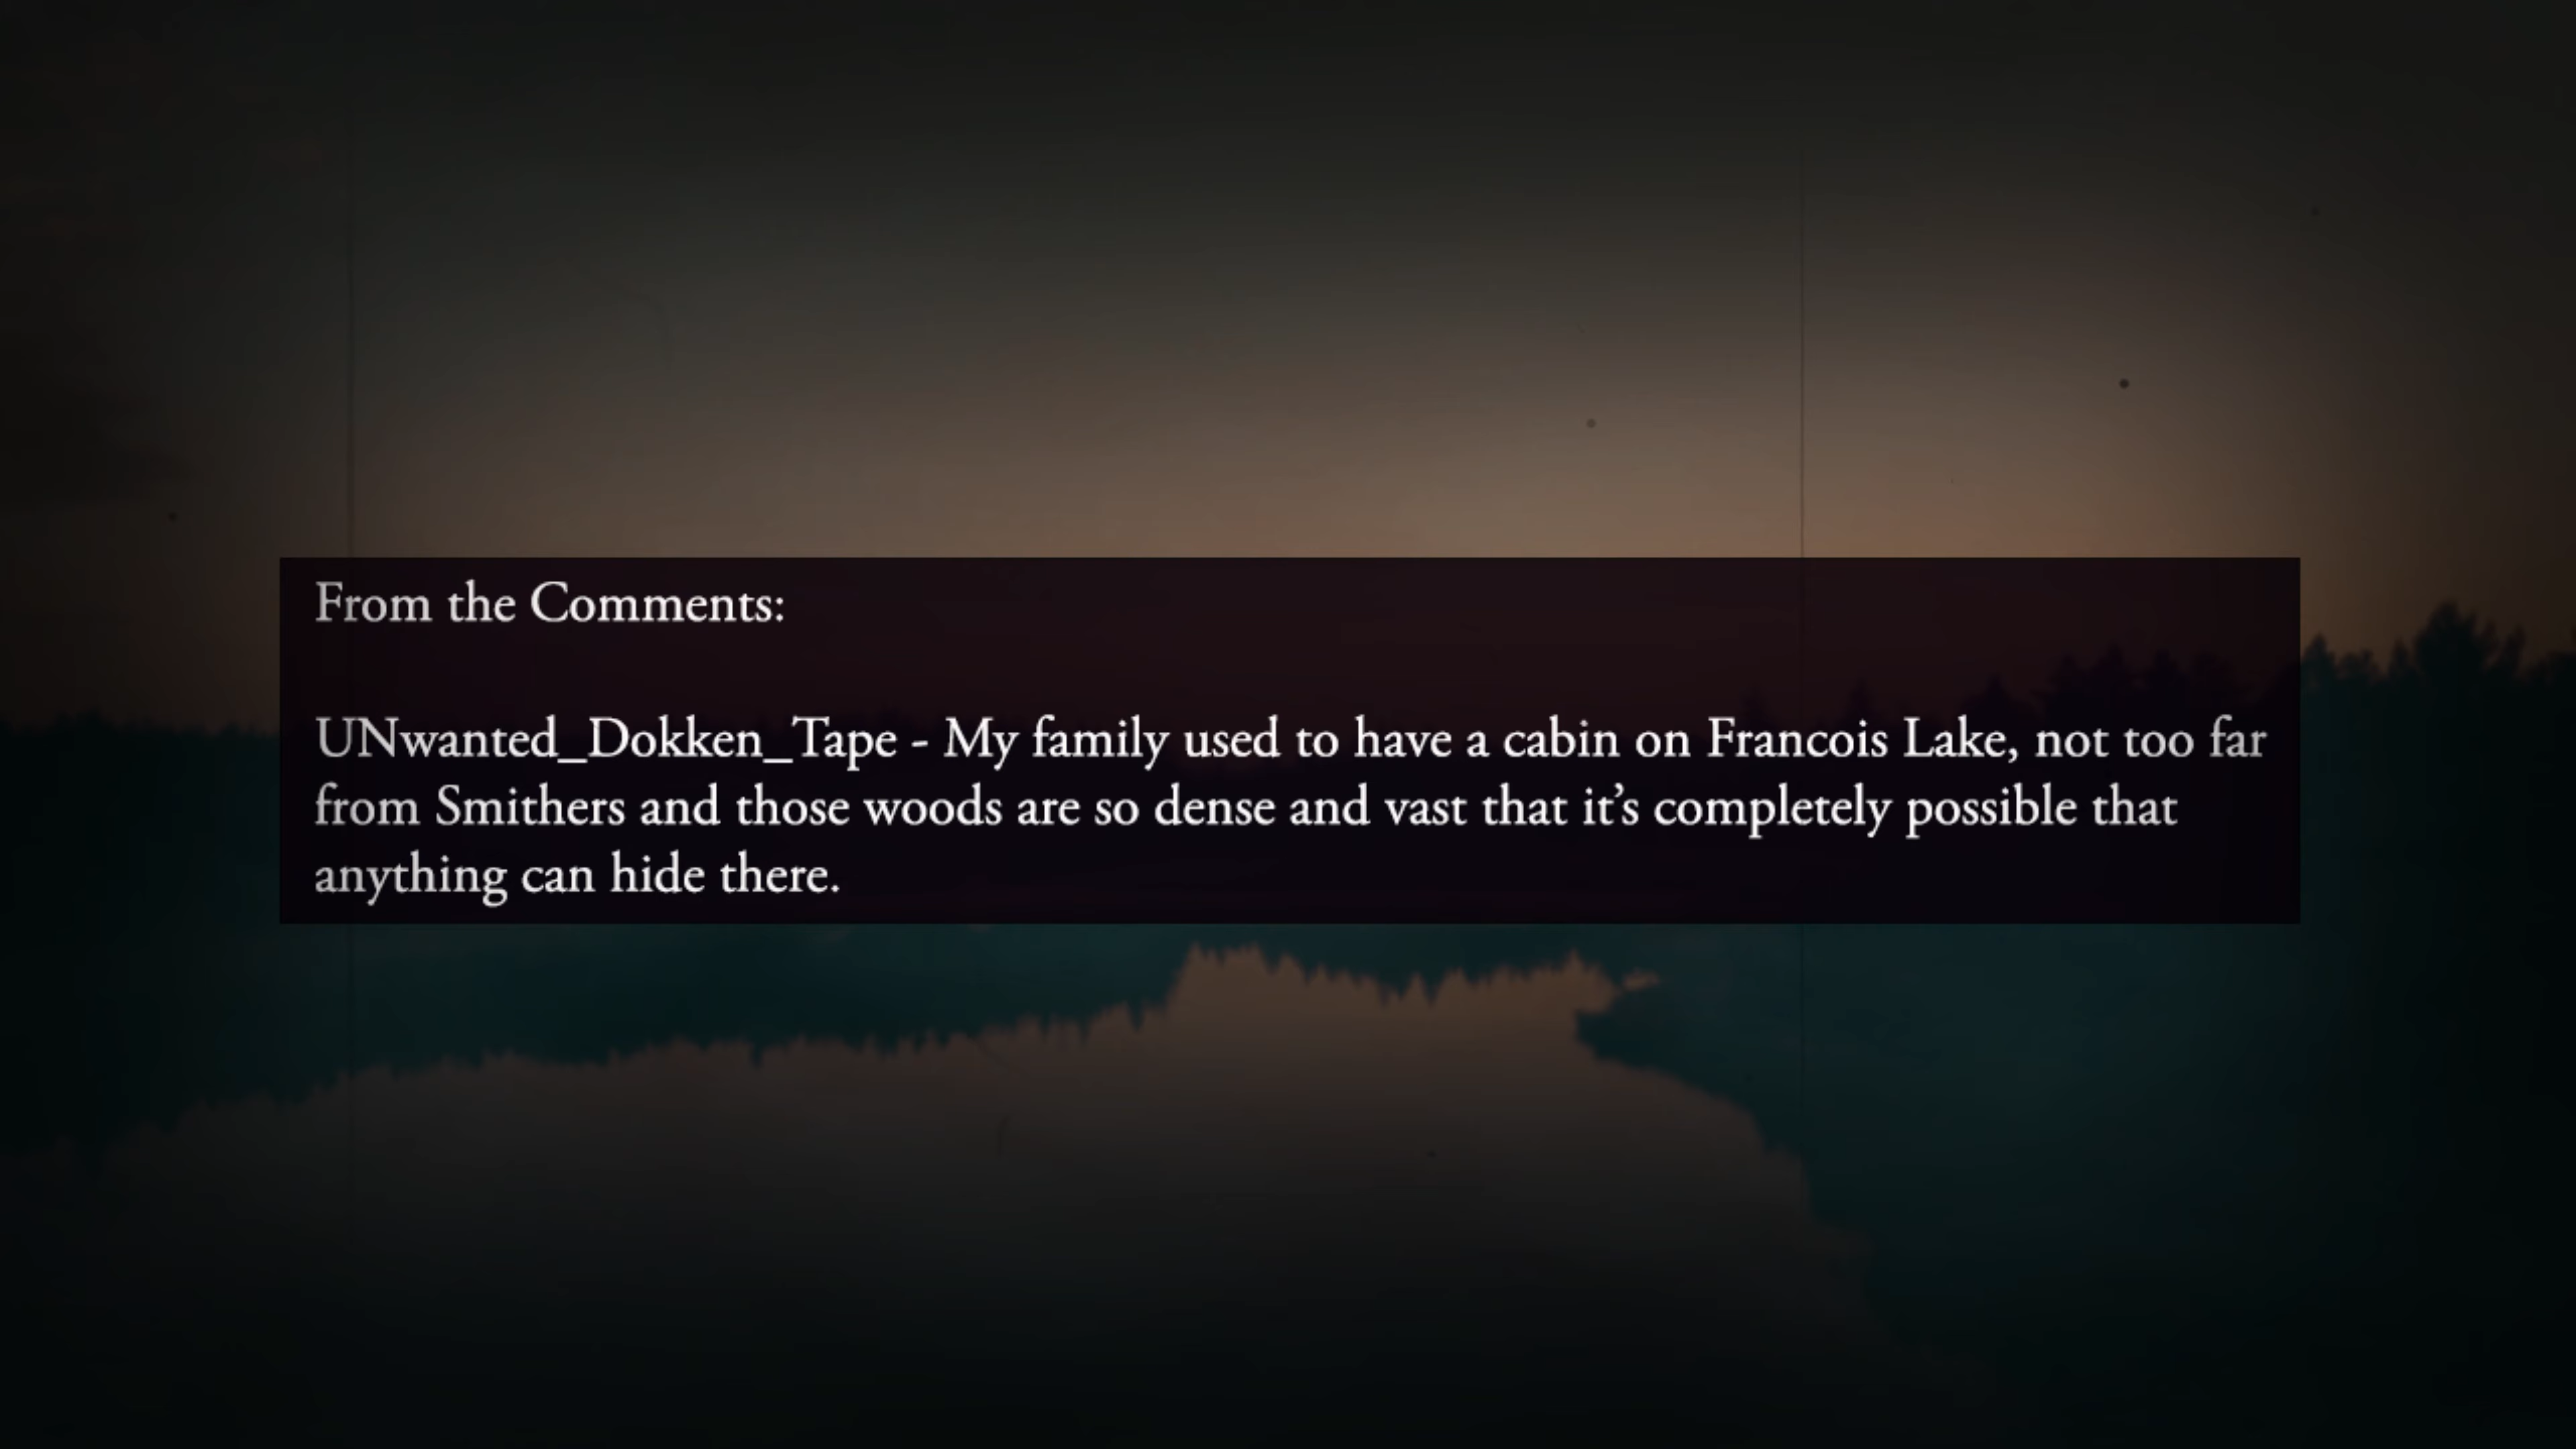 From the Comments:
UNwanted_Dokken_Tape - My family used to have a cabin on Francois Lake, not too far
from Smithers and those woods are so dense and vast that it’s completely possible that
anything can hide there.